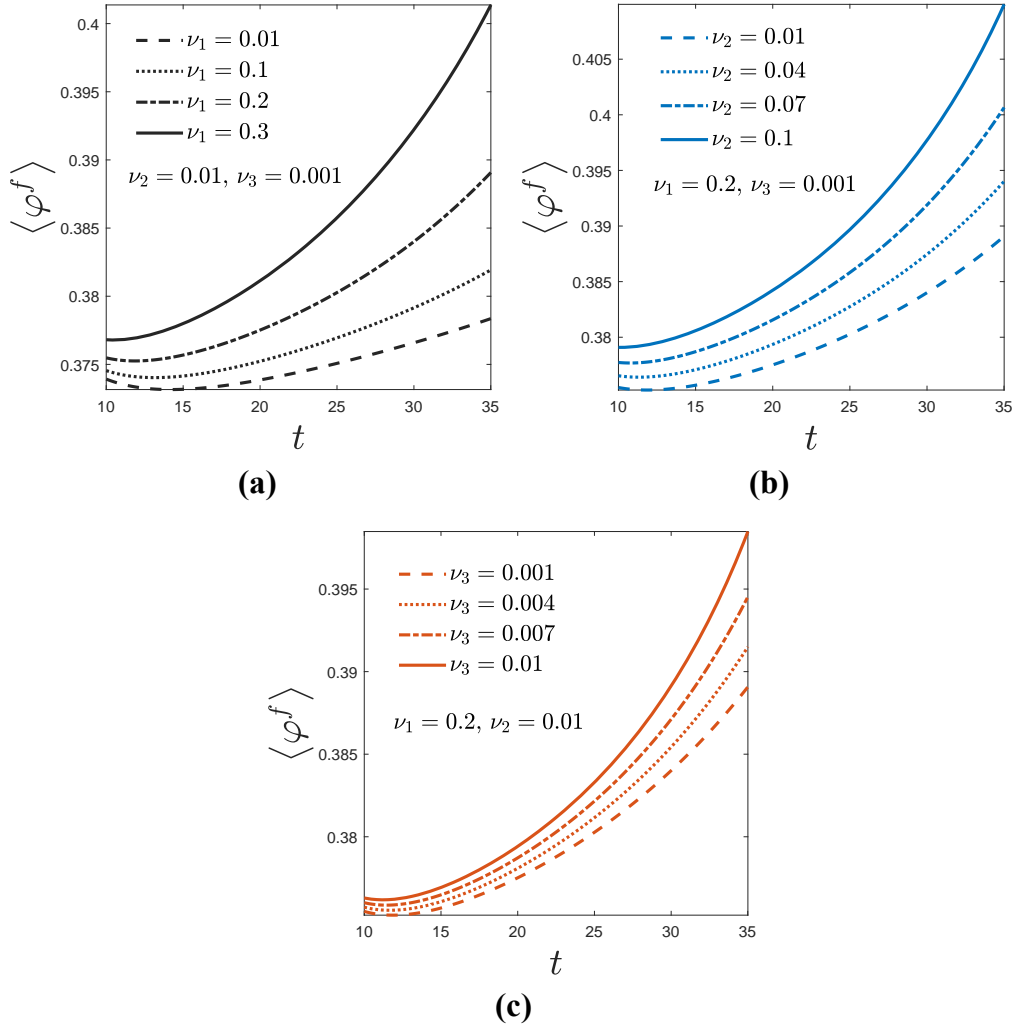 0.4
0.395
0.39
0.385
0.38
0.375
10 15 20 25 30 35
⟨φ^f⟩
t
ν₁ = 0.01
ν₁ = 0.1
ν₁ = 0.2
ν₁ = 0.3
ν₂ = 0.01, ν₃ = 0.001
(a)
0.405
0.4
0.395
0.39
0.385
0.38
10 15 20 25 30 35
⟨φ^f⟩
t
ν₂ = 0.01
ν₂ = 0.04
ν₂ = 0.07
ν₂ = 0.1
ν₁ = 0.2, ν₃ = 0.001
(b)
0.395
0.39
0.385
0.38
10 15 20 25 30 35
⟨φ^f⟩
t
ν₃ = 0.001
ν₃ = 0.004
ν₃ = 0.007
ν₃ = 0.01
ν₁ = 0.2, ν₂ = 0.01
(c)